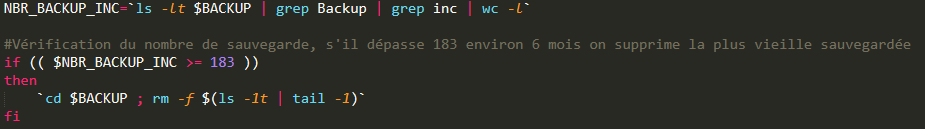 NBR_BACKUP_INC=`ls -lt $BACKUP | grep Backup | grep inc | wc -l`
#Vérification du nombre de sauvegarde, s'il dépasse 183 environ 6 mois on supprime la plus vieille sauvegardée
if (( $NBR_BACKUP_INC >= 183 ))
then
`cd $BACKUP ; rm -f $(ls -1t | tail -1)`
fi